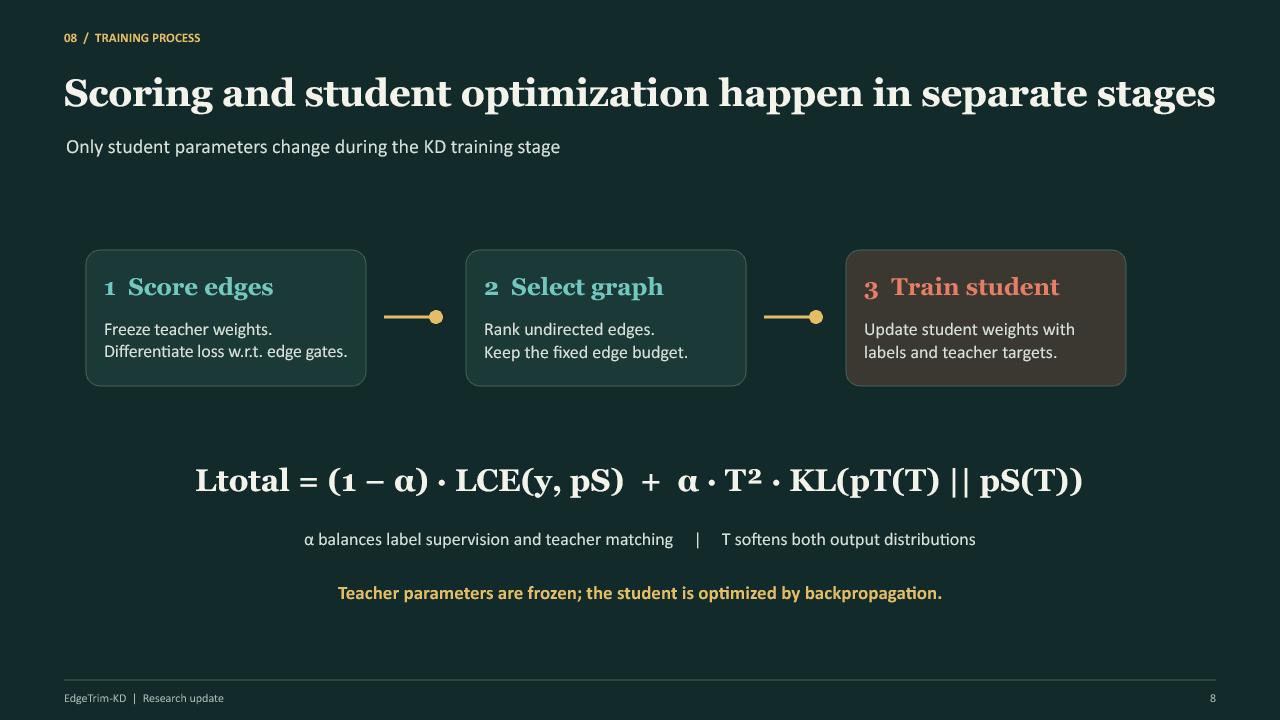 08 / TRAINING PROCESS
Scoring and student optimization happen in separate stages
Only student parameters change during the KD training stage
1 Score edges
Freeze teacher weights.
Differentiate loss w.r.t. edge gates.
2 Select graph
Rank undirected edges.
Keep the fixed edge budget.
3 Train student
Update student weights with
labels and teacher targets.
Ltotal = (1 − α) · LCE(y, pS) + α · T² · KL(pT(T) || pS(T))
α balances label supervision and teacher matching | T softens both output distributions
Teacher parameters are frozen; the student is optimized by backpropagation.
EdgeTrim-KD | Research update
8